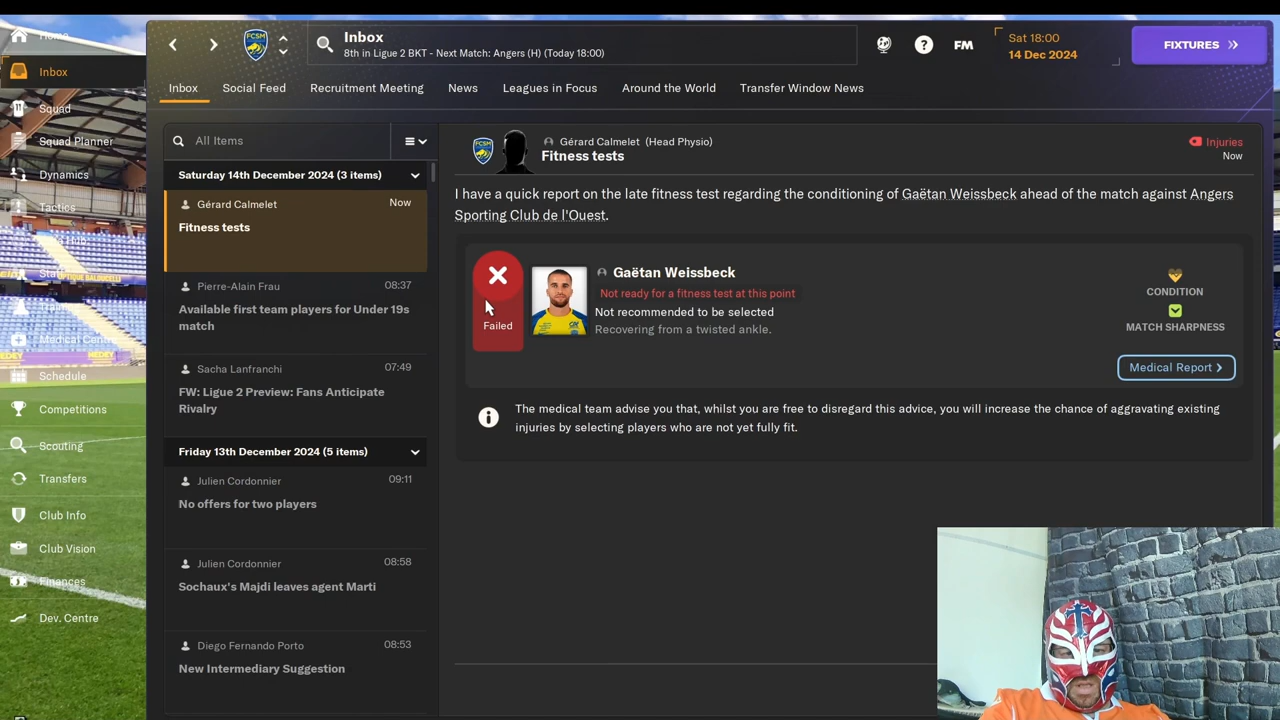 Home
Inbox
Squad
Squad Planner
Dynamics
Tactics
Schedule
Competitions
Scouting
Transfers
Club Info
Club Vision
Finances
Dev. Centre
FCSM
Inbox
8th in Ligue 2 BKT - Next Match: Angers (H) (Today 18:00)
FM
Sat 18:00
14 Dec 2024
FIXTURES
Inbox
Social Feed
Recruitment Meeting
News
Leagues in Focus
Around the World
Transfer Window News
All Items
Saturday 14th December 2024 (3 items)
Gérard Calmelet
Now
Fitness tests
Pierre-Alain Frau
08:37
Available first team players for Under 19s
match
Sacha Lanfranchi
07:49
FW: Ligue 2 Preview: Fans Anticipate
Rivalry
Friday 13th December 2024 (5 items)
Julien Cordonnier
09:11
No offers for two players
Julien Cordonnier
08:58
Sochaux's Majdi leaves agent Marti
Diego Fernando Porto
08:53
New Intermediary Suggestion
Gérard Calmelet (Head Physio)
Fitness tests
Injuries
Now
I have a quick report on the late fitness test regarding the conditioning of Gaëtan Weissbeck ahead of the match against Angers
Sporting Club de l'Ouest.
Failed
Gaëtan Weissbeck
Not ready for a fitness test at this point
Not recommended to be selected
Recovering from a twisted ankle.
CONDITION
MATCH SHARPNESS
Medical Report
The medical team advise you that, whilst you are free to disregard this advice, you will increase the chance of aggravating existing
injuries by selecting players who are not yet fully fit.